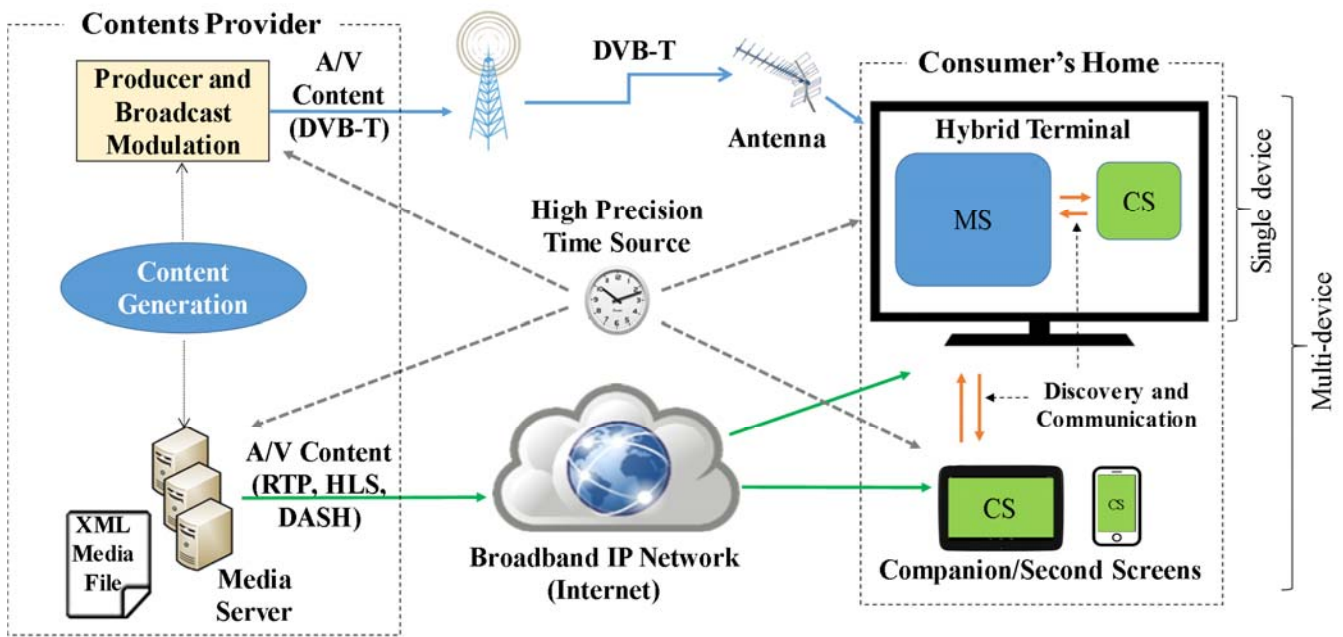 Contents Provider
Producer and
Broadcast
Modulation
A/V
Content
(DVB-T)
DVB-T
Antenna
Consumer's Home
Hybrid Terminal
MS
CS
Single device
Multi-device
High Precision
Time Source
Content
Generation
Discovery and
Communication
A/V Content
(RTP, HLS,
DASH)
XML
Media
File
Media
Server
Broadband IP Network
(Internet)
CS
CS
Companion/Second Screens